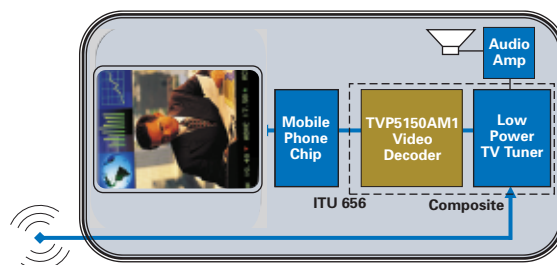 Audio
Amp
Mobile
Phone
Chip
TVP5150AM1
Video
Decoder
Low
Power
TV Tuner
ITU 656
Composite